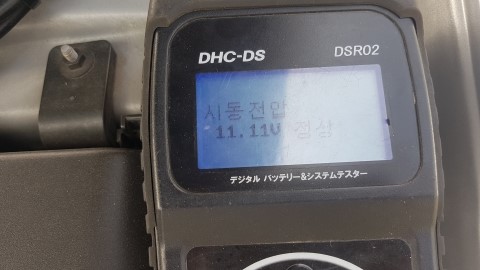 DHC-DS DSR02
시동전압
11.11V 정상
デジタル バッテリー&システムテスター